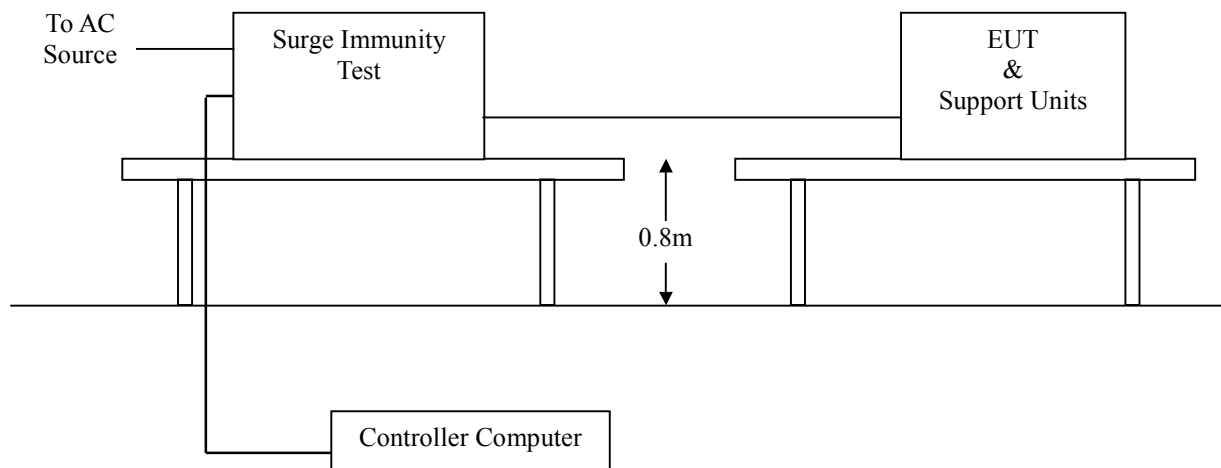 To AC
Source
Surge Immunity
Test
EUT
&
Support Units
0.8m
Controller Computer